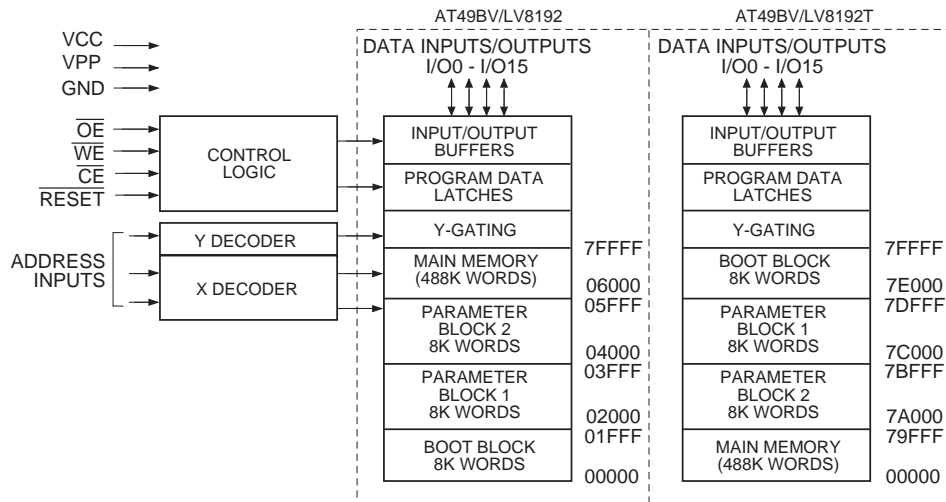 AT49BV/LV8192
AT49BV/LV8192T
VCC
VPP
GND
OE
WE
CE
RESET
ADDRESS
INPUTS
CONTROL
LOGIC
Y DECODER
X DECODER
DATA INPUTS/OUTPUTS
I/O0 - I/O15
INPUT/OUTPUT
BUFFERS
PROGRAM DATA
LATCHES
Y-GATING
7FFFF
MAIN MEMORY
(488K WORDS)
06000
05FFF
PARAMETER
BLOCK 2
8K WORDS
04000
03FFF
PARAMETER
BLOCK 1
8K WORDS
02000
01FFF
BOOT BLOCK
8K WORDS
00000
DATA INPUTS/OUTPUTS
I/O0 - I/O15
INPUT/OUTPUT
BUFFERS
PROGRAM DATA
LATCHES
Y-GATING
7FFFF
BOOT BLOCK
8K WORDS
7E000
7DFFF
PARAMETER
BLOCK 1
8K WORDS
7C000
7BFFF
PARAMETER
BLOCK 2
8K WORDS
7A000
79FFF
MAIN MEMORY
(488K WORDS)
00000